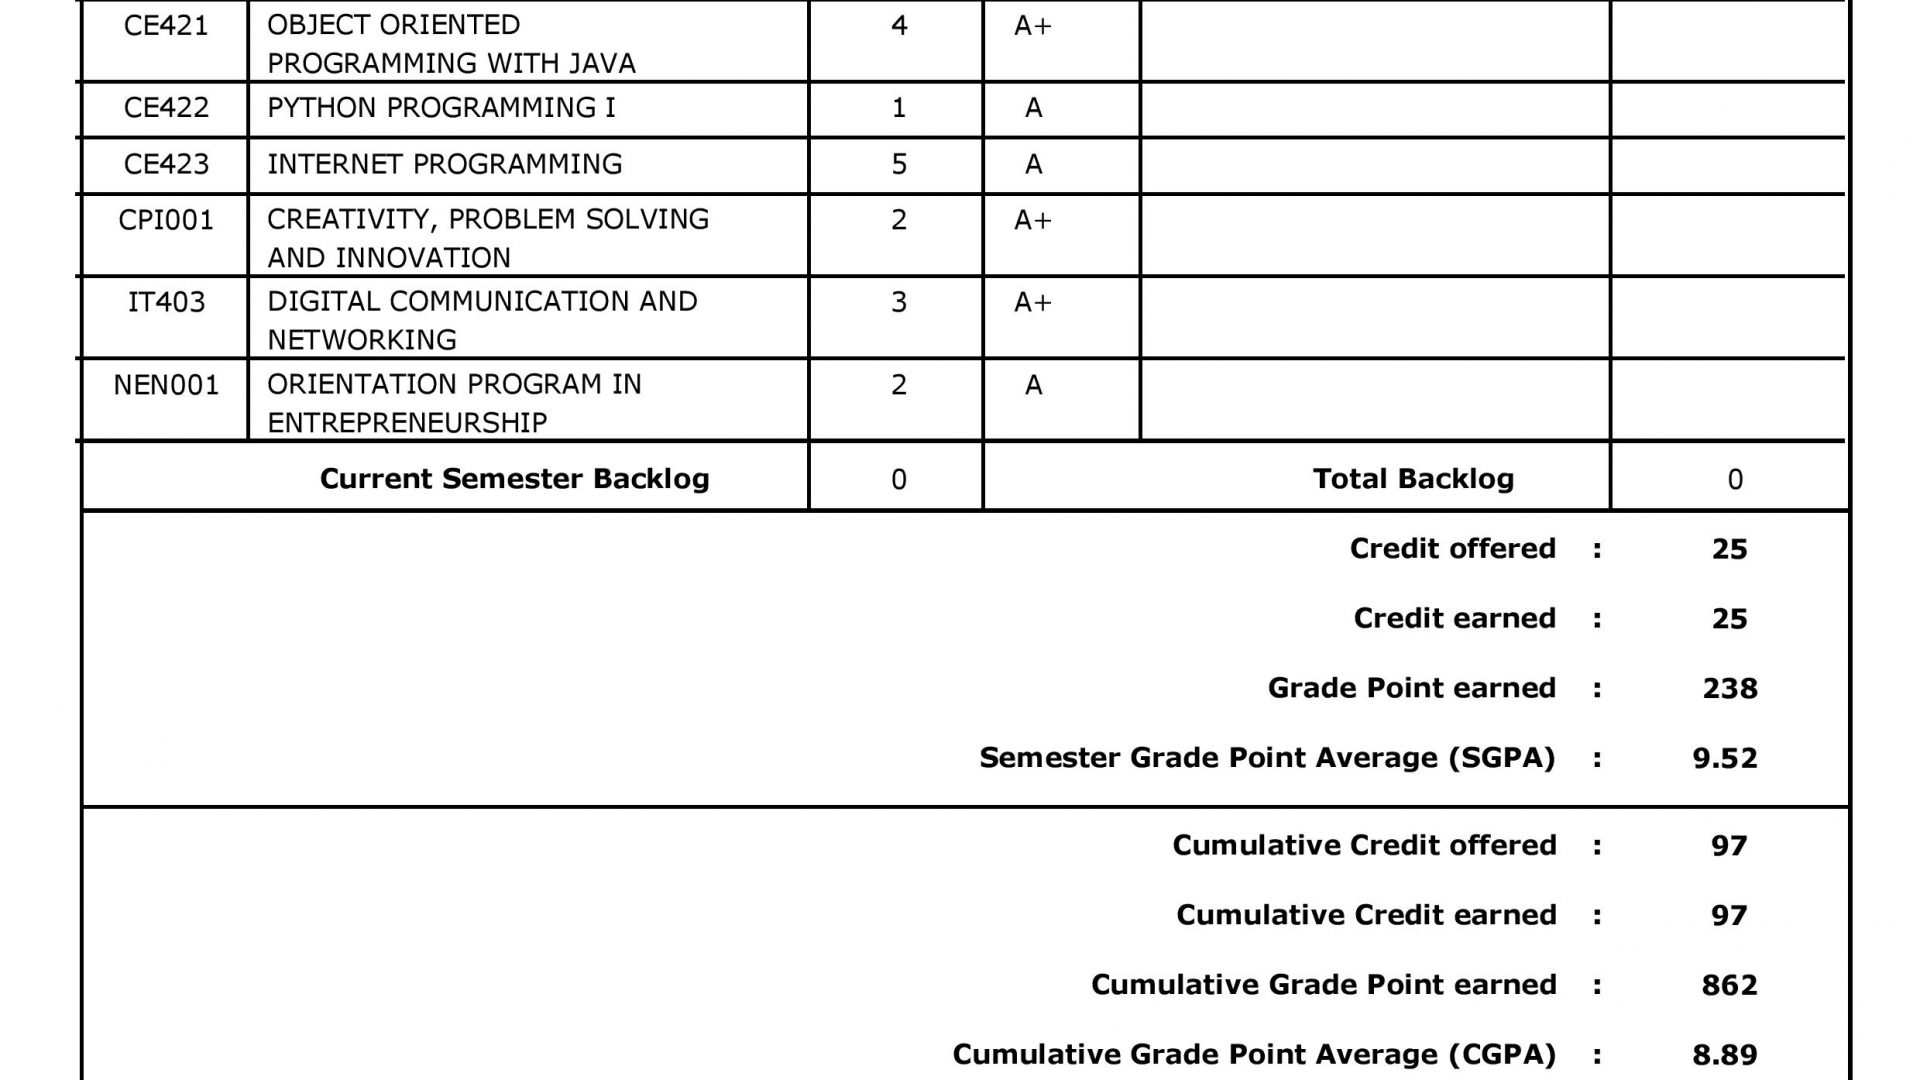 CE421 OBJECT ORIENTED 4 A+
PROGRAMMING WITH JAVA
CE422 PYTHON PROGRAMMING I 1 A
CE423 INTERNET PROGRAMMING 5 A
CPI001 CREATIVITY, PROBLEM SOLVING 2 A+
AND INNOVATION
IT403 DIGITAL COMMUNICATION AND 3 A+
NETWORKING
NEN001 ORIENTATION PROGRAM IN 2 A
ENTREPRENEURSHIP
Current Semester Backlog 0 Total Backlog 0
Credit offered : 25
Credit earned : 25
Grade Point earned : 238
Semester Grade Point Average (SGPA) : 9.52
Cumulative Credit offered : 97
Cumulative Credit earned : 97
Cumulative Grade Point earned : 862
Cumulative Grade Point Average (CGPA) : 8.89